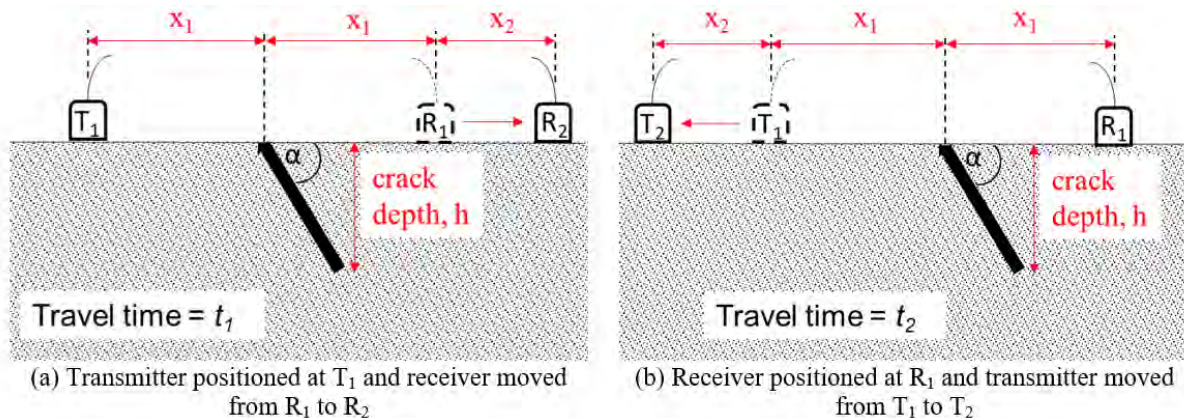 x₁ x₁ x₂
T₁ R₁ R₂
α
crack
depth, h
Travel time = t₁
(a) Transmitter positioned at T₁ and receiver moved
from R₁ to R₂
x₂ x₁ x₁
T₂ T₁ R₁
α
crack
depth, h
Travel time = t₂
(b) Receiver positioned at R₁ and transmitter moved
from T₁ to T₂